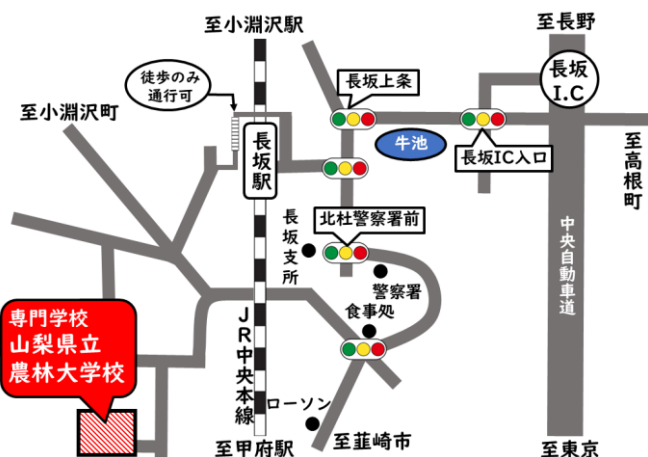 至小淵沢駅
至長野
徒歩のみ
通行可
長坂上条
長坂
I.C
至小淵沢町
牛池
長坂駅
長坂IC入口
至高根町
北杜警察署前
長坂支所
中央自動車道
警察署
食事処
専門学校
山梨県立
農林大学校
JR中央本線
ローソン
至甲府駅
至韮崎市
至東京